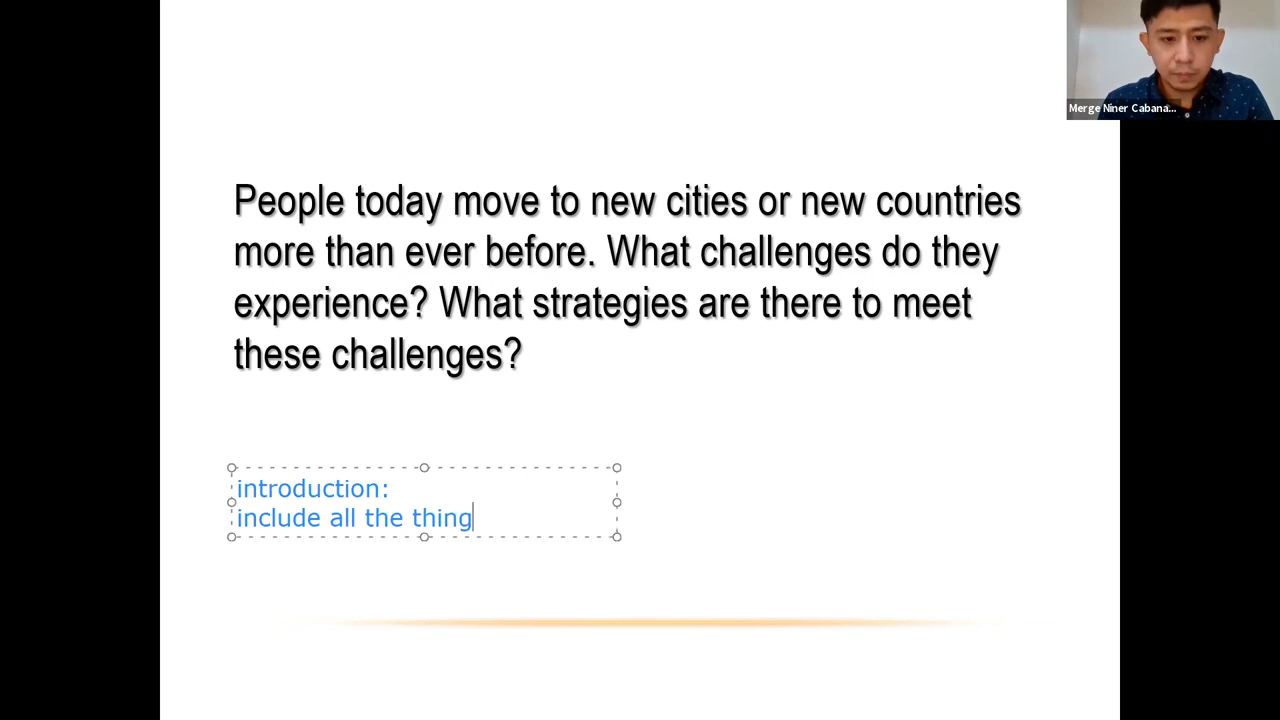 Merge Niner Cabana...
People today move to new cities or new countries
more than ever before. What challenges do they
experience? What strategies are there to meet
these challenges?
introduction:
include all the thing